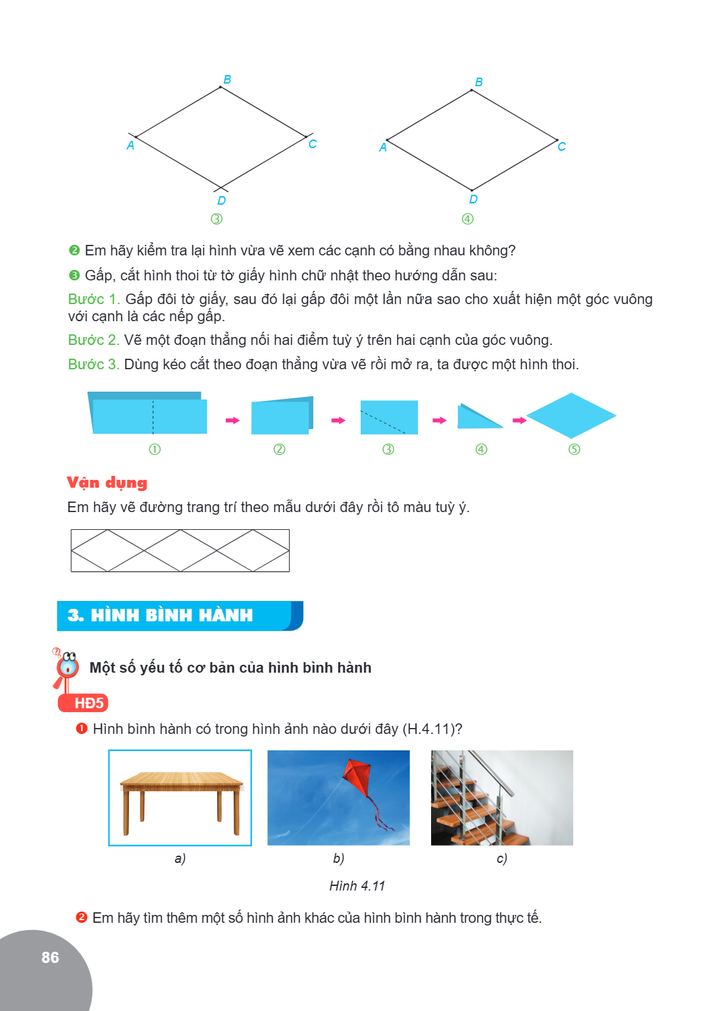 B
B
A
C
A
C
D
D
③
④
❷ Em hãy kiểm tra lại hình vừa vẽ xem các cạnh có bằng nhau không?
❸ Gấp, cắt hình thoi từ tờ giấy hình chữ nhật theo hướng dẫn sau:
Bước 1. Gấp đôi tờ giấy, sau đó lại gấp đôi một lần nữa sao cho xuất hiện một góc vuông
với cạnh là các nếp gấp.
Bước 2. Vẽ một đoạn thẳng nối hai điểm tuỳ ý trên hai cạnh của góc vuông.
Bước 3. Dùng kéo cắt theo đoạn thẳng vừa vẽ rồi mở ra, ta được một hình thoi.
① ② ③ ④ ⑤
Vận dụng
Em hãy vẽ đường trang trí theo mẫu dưới đây rồi tô màu tuỳ ý.
3. HÌNH BÌNH HÀNH
?
Một số yếu tố cơ bản của hình bình hành
HĐ5
❶ Hình bình hành có trong hình ảnh nào dưới đây (H.4.11)?
a) b) c)
Hình 4.11
❷ Em hãy tìm thêm một số hình ảnh khác của hình bình hành trong thực tế.
86